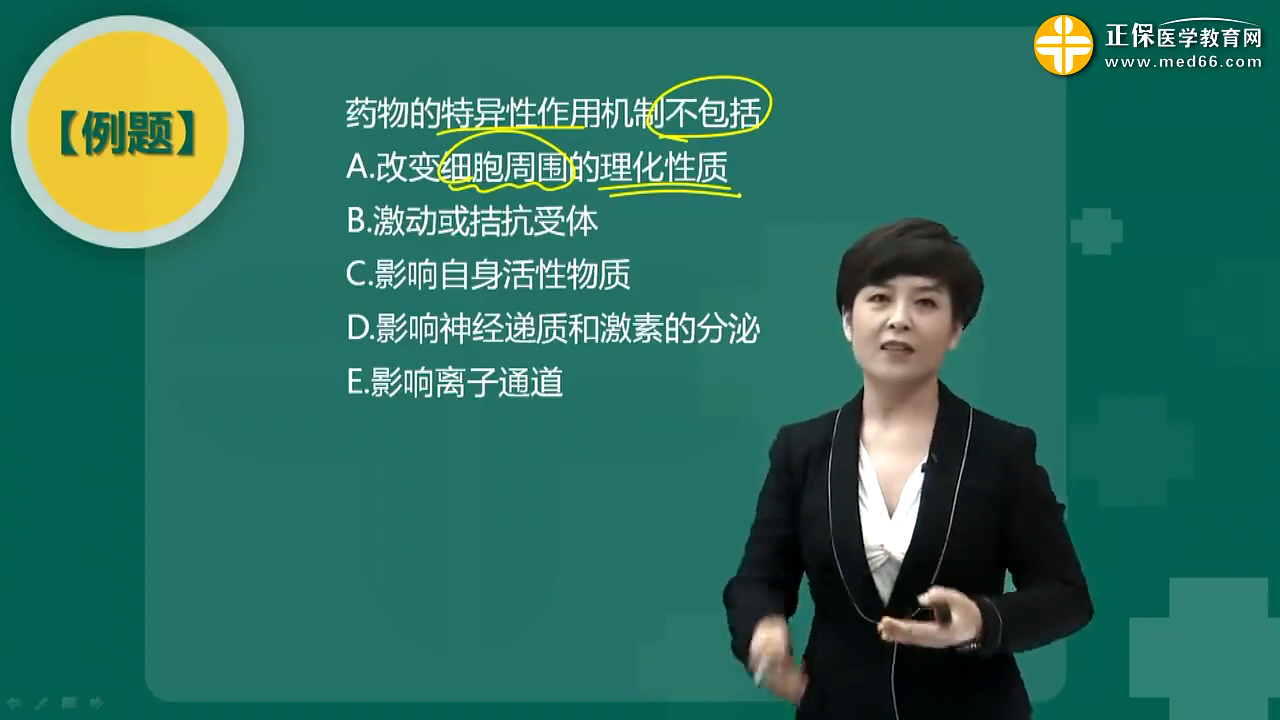 正保医学教育网
www.med66.com
【例题】
药物的特异性作用机制不包括
A.改变细胞周围的理化性质
B.激动或拮抗受体
C.影响自身活性物质
D.影响神经递质和激素的分泌
E.影响离子通道